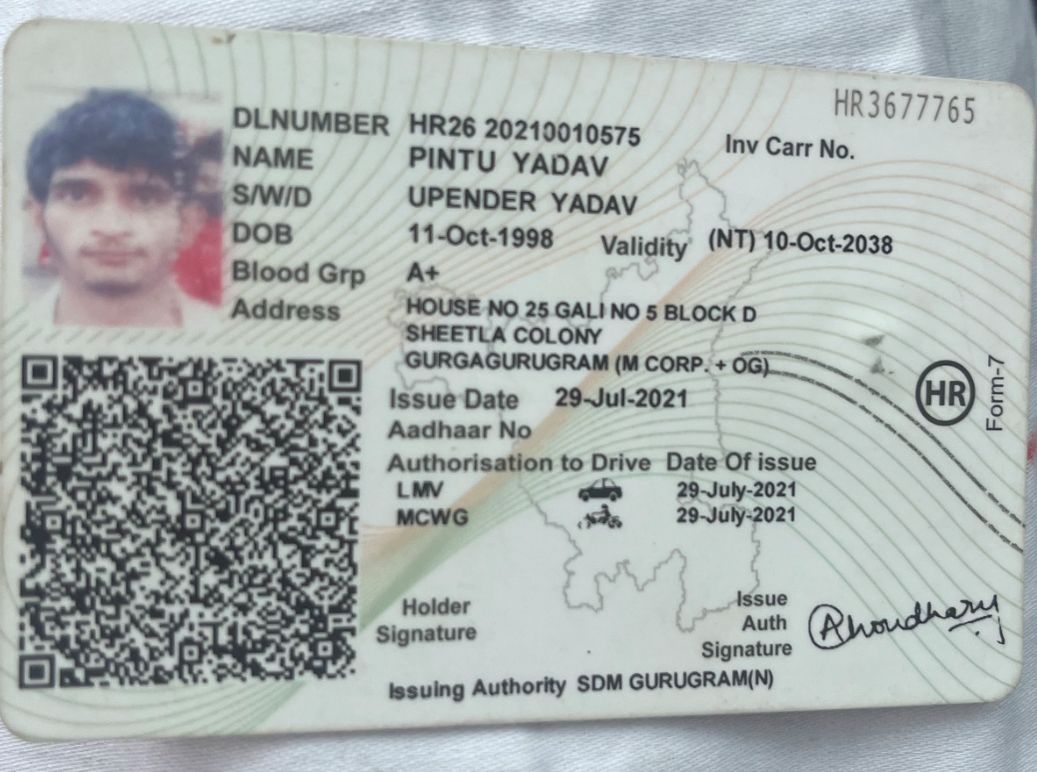 HR3677765
DLNUMBER HR26 20210010575
Inv Carr No.
NAME PINTU YADAV
S/W/D UPENDER YADAV
DOB 11-Oct-1998 Validity (NT) 10-Oct-2038
Blood Grp A+
Address HOUSE NO 25 GALI NO 5 BLOCK D
SHEETLA COLONY
GURGAGURUGRAM (M CORP. + OG)
Issue Date 29-Jul-2021
Aadhaar No
HR
Form-7
Authorisation to Drive Date Of issue
LMV 29-July-2021
MCWG 29-July-2021
Holder
Signature
Issue
Auth
Signature
Issuing Authority SDM GURUGRAM(N)